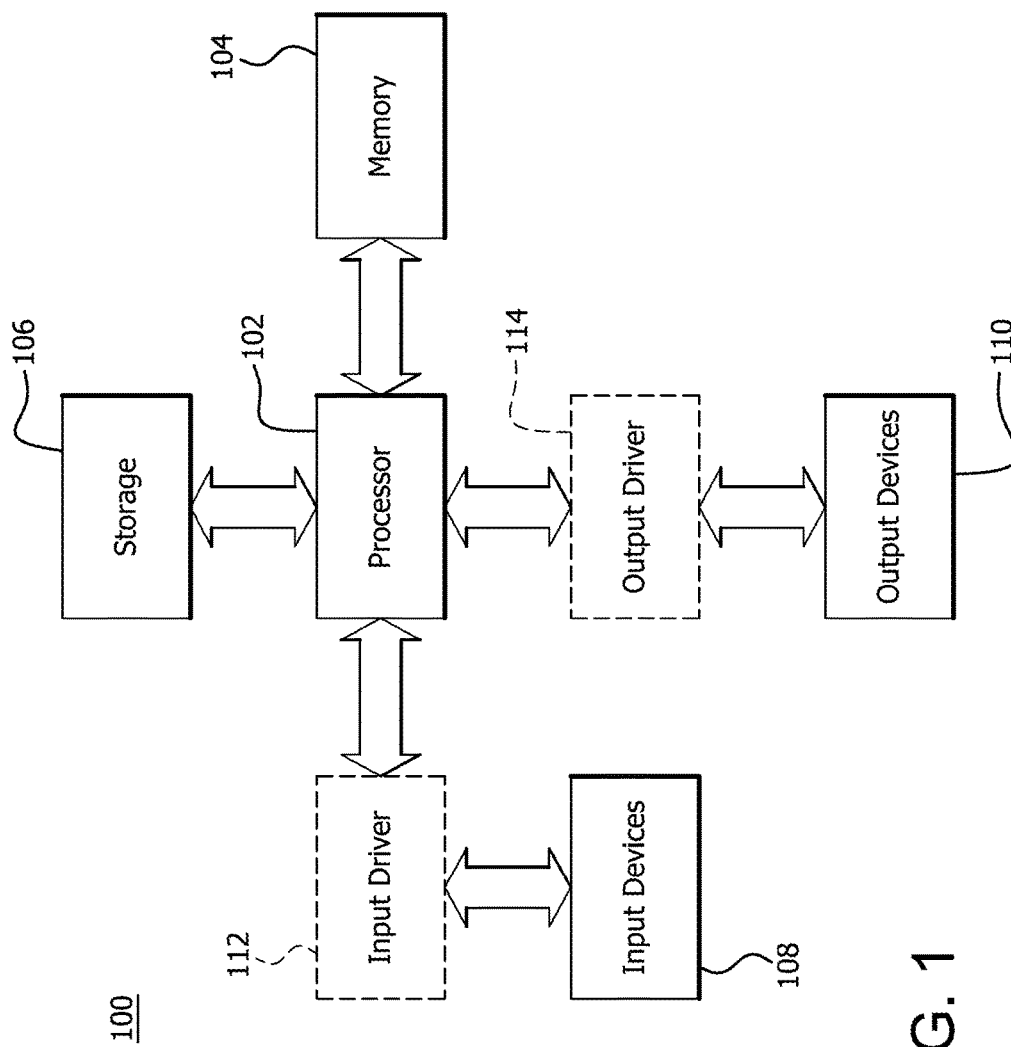 100
106
Storage
104
Memory
102
Processor
112
Input Driver
114
Output Driver
108
Input Devices
110
Output Devices
G. 1